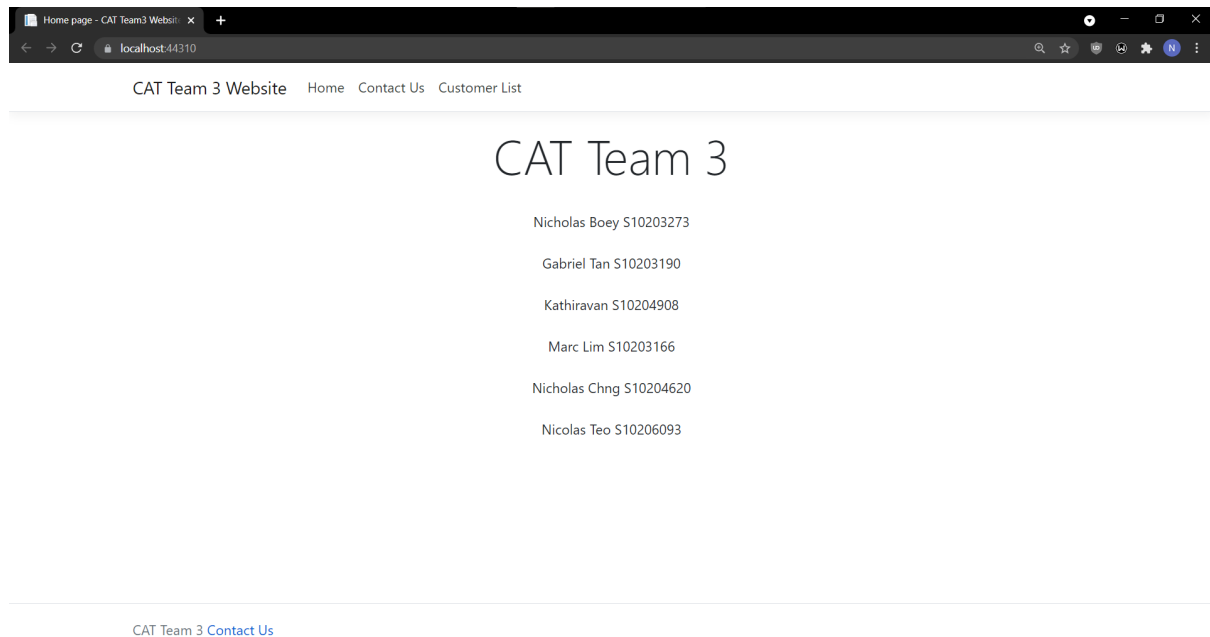 Home page - CAT Team3 Website
localhost:44310
N
CAT Team 3 Website Home Contact Us Customer List
CAT Team 3
Nicholas Boey S10203273
Gabriel Tan S10203190
Kathiravan S10204908
Marc Lim S10203166
Nicholas Chng S10204620
Nicolas Teo S10206093
CAT Team 3 Contact Us